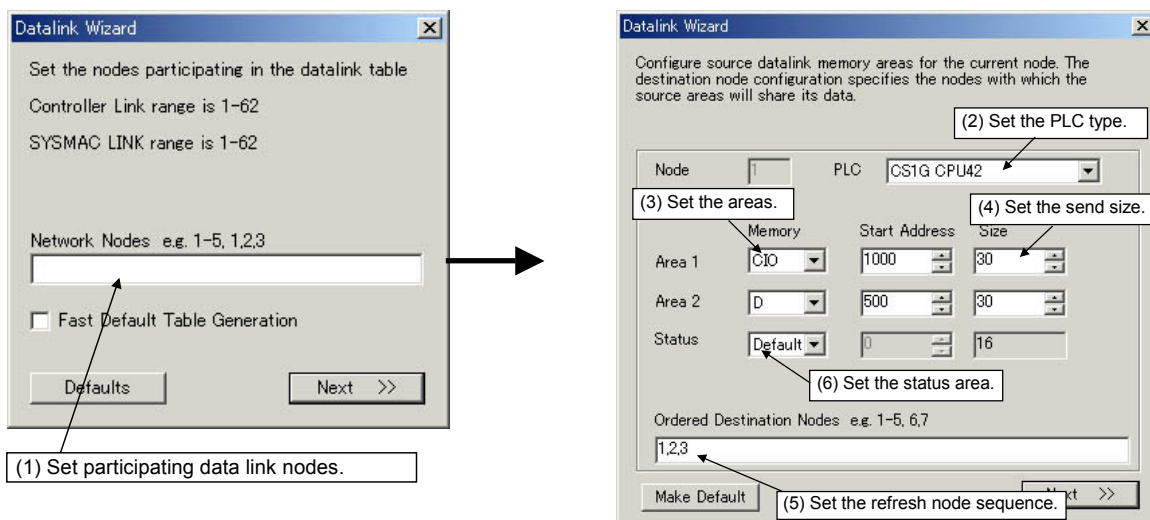 Datalink Wizard
Set the nodes participating in the datalink table
Controller Link range is 1-62
SYSMAC LINK range is 1-62
Network Nodes e.g. 1-5, 1,2,3
Fast Default Table Generation
Defaults
Next >>
(1) Set participating data link nodes.
Datalink Wizard
Configure source datalink memory areas for the current node. The
destination node configuration specifies the nodes with which the
source areas will share its data.
(2) Set the PLC type.
Node 1 PLC CS1G CPU42
(3) Set the areas.
(4) Set the send size.
Memory Start Address Size
Area 1 CIO 1000 30
Area 2 D 500 30
Status Default 0 16
(6) Set the status area.
Ordered Destination Nodes e.g. 1-5, 6,7
1,2,3
Make Default
(5) Set the refresh node sequence.
>>